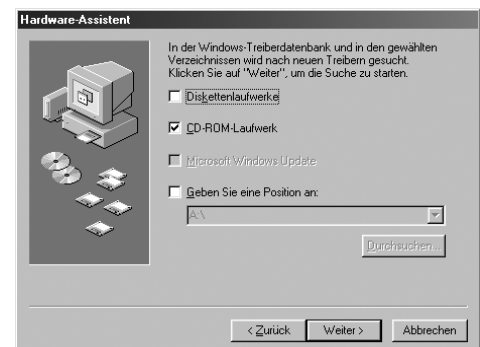 Hardware-Assistent
In der Windows-Treiberdatenbank und in den gewählten
Verzeichnissen wird nach neuen Treibern gesucht.
Klicken Sie auf "Weiter", um die Suche zu starten.
Diskettenlaufwerke
CD-ROM-Laufwerk
Microsoft Windows Update
Geben Sie eine Position an:
A:\
Durchsuchen...
< Zurück Weiter > Abbrechen